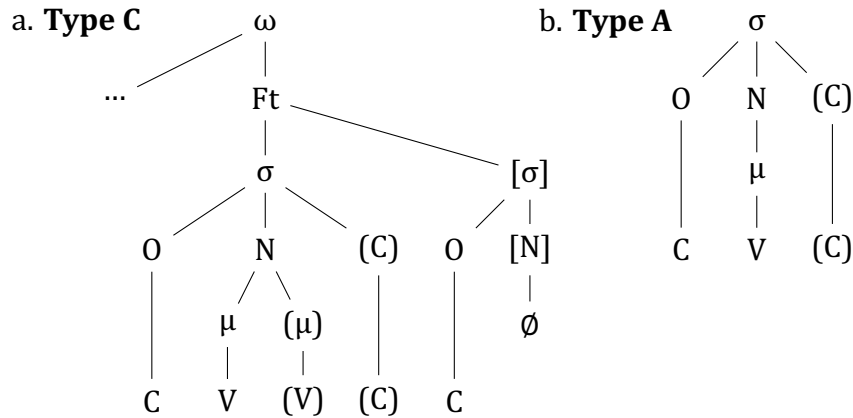 a. Type C ω b. Type A σ
... Ft O N (C)
σ [σ] μ
O N (C) O [N] C V (C)
μ (μ) ∅
C V (V) (C) C